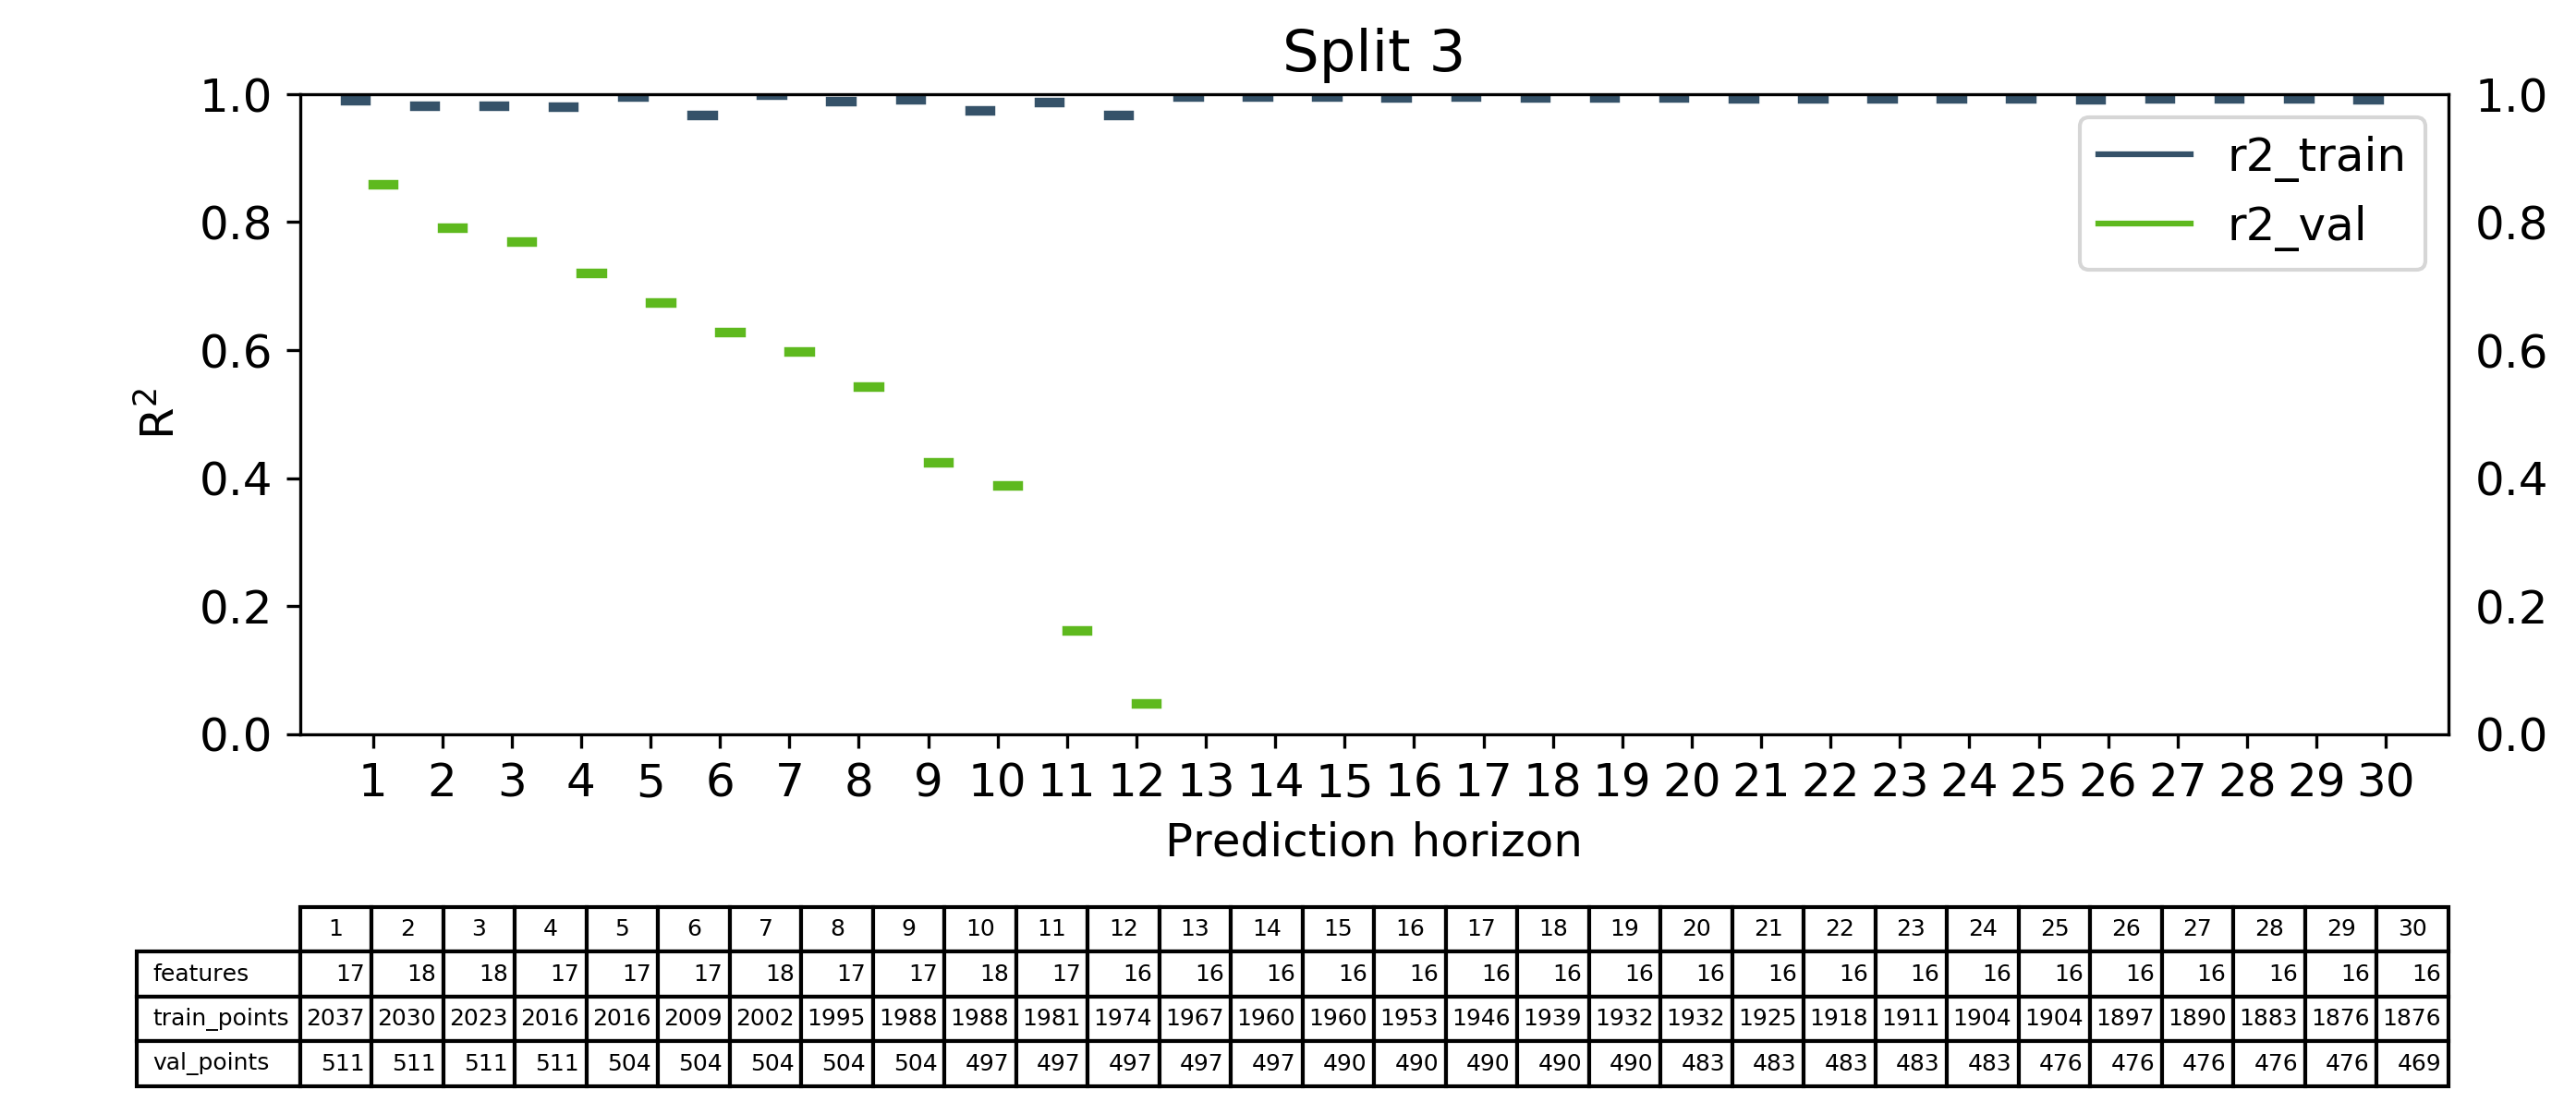 Split 3
1.0 1.0
r2_train
0.8 r2_val 0.8
0.6 0.6
R²
0.4 0.4
0.2 0.2
0.0 0.0
1 2 3 4 5 6 7 8 9 10 11 12 13 14 15 16 17 18 19 20 21 22 23 24 25 26 27 28 29 30
Prediction horizon
1 2 3 4 5 6 7 8 9 10 11 12 13 14 15 16 17 18 19 20 21 22 23 24 25 26 27 28 29 30
features 17 18 18 17 17 17 18 17 17 18 17 16 16 16 16 16 16 16 16 16 16 16 16 16 16 16 16 16 16 16
train_points 2037 2030 2023 2016 2016 2009 2002 1995 1988 1988 1981 1974 1967 1960 1960 1953 1946 1939 1932 1932 1925 1918 1911 1904 1904 1897 1890 1883 1876 1876
val_points 511 511 511 511 504 504 504 504 504 497 497 497 497 497 490 490 490 490 490 483 483 483 483 483 476 476 476 476 476 469